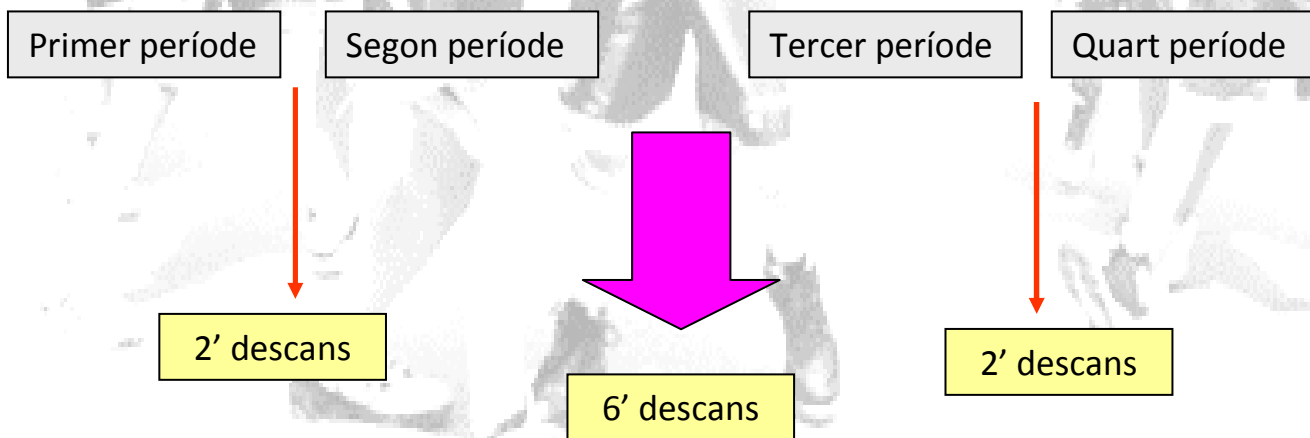 Primer període
Segon període
Tercer període
Quart període
2’ descans
6’ descans
2’ descans